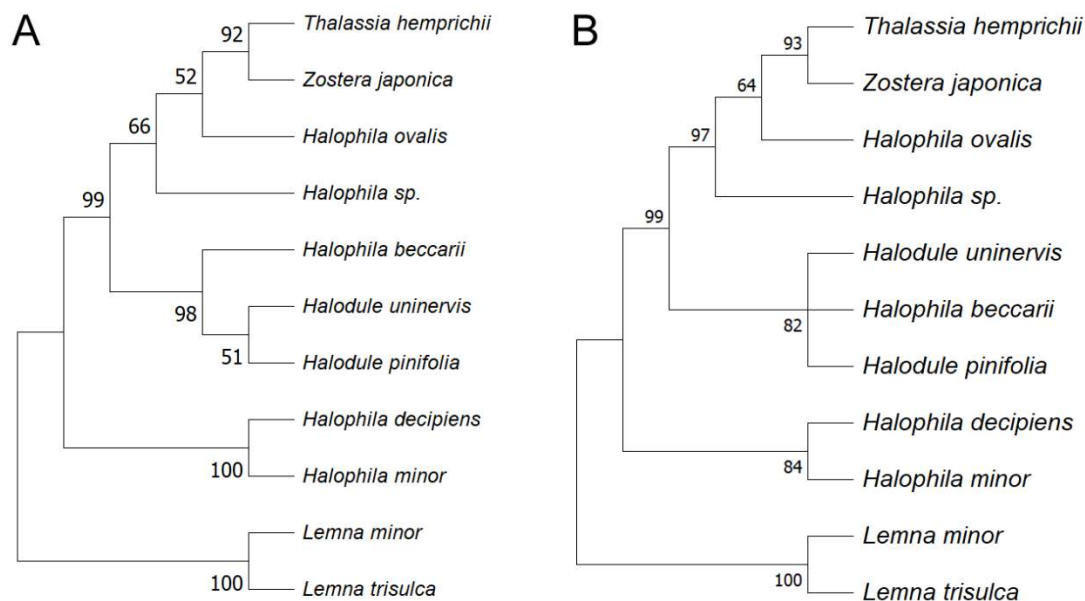 A
92
Thalassia hemprichii
52
Zostera japonica
66
Halophila ovalis
99
Halophila sp.
Halophila beccarii
98
Halodule uninervis
51
Halodule pinifolia
Halophila decipiens
100
Halophila minor
Lemna minor
100
Lemna trisulca
B
93
Thalassia hemprichii
64
Zostera japonica
97
Halophila ovalis
99
Halophila sp.
Halodule uninervis
Halophila beccarii
82
Halodule pinifolia
Halophila decipiens
84
Halophila minor
Lemna minor
100
Lemna trisulca